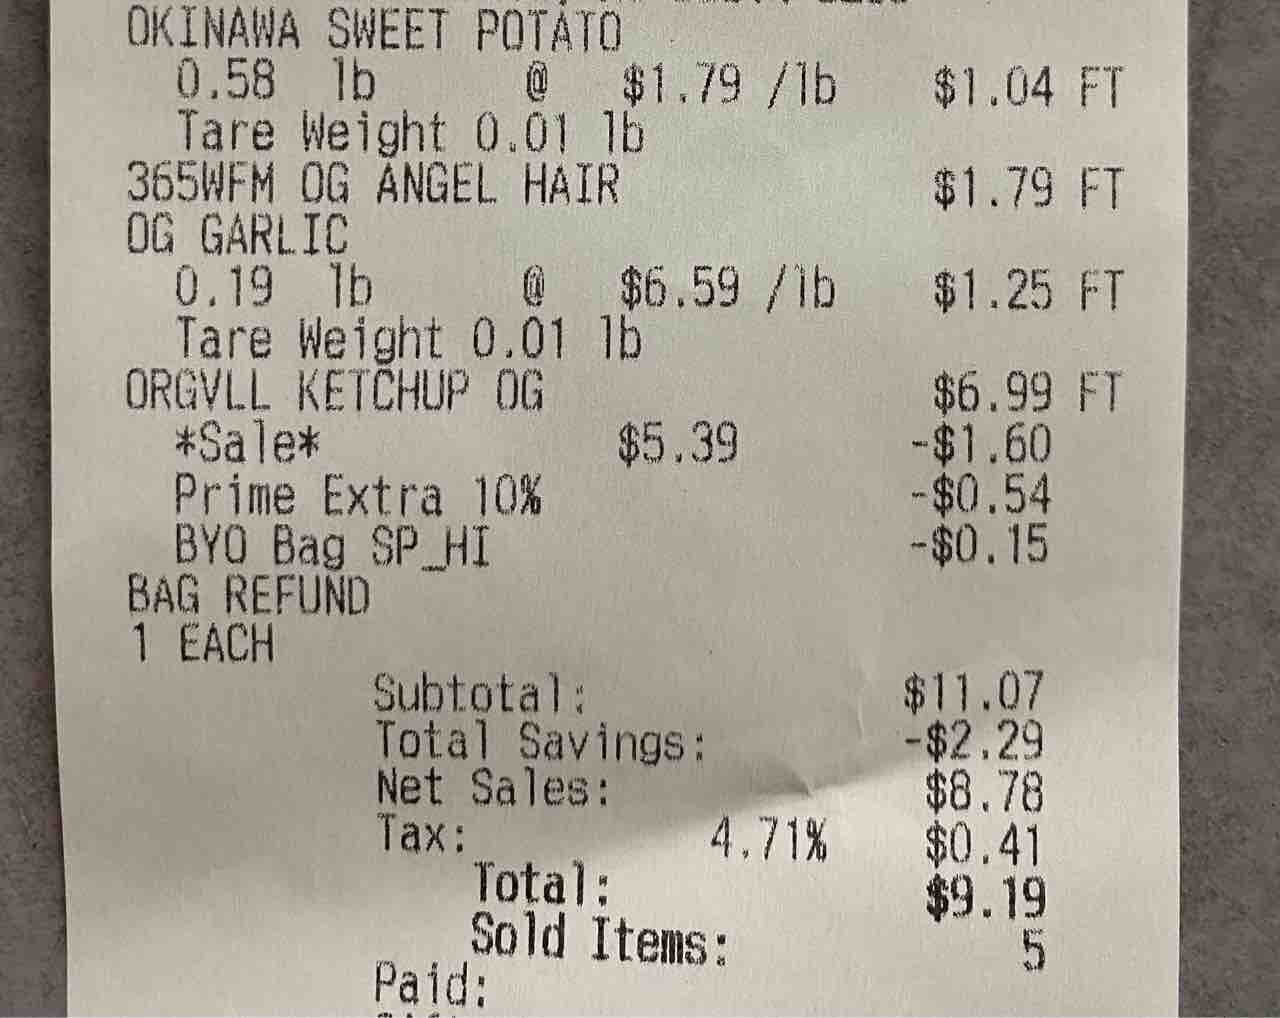 OKINAWA SWEET POTATO
0.58 lb @ $1.79 /lb $1.04 FT
Tare Weight 0.01 lb
365WFM OG ANGEL HAIR $1.79 FT
OG GARLIC
0.19 lb @ $6.59 /lb $1.25 FT
Tare Weight 0.01 lb
ORGVLL KETCHUP OG $6.99 FT
*Sale* $5.39 -$1.60
Prime Extra 10% -$0.54
BYO Bag SP_HI -$0.15
BAG REFUND
1 EACH
Subtotal: $11.07
Total Savings: -$2.29
Net Sales: $8.78
Tax: 4.71% $0.41
Total: $9.19
Sold Items: 5
Paid: